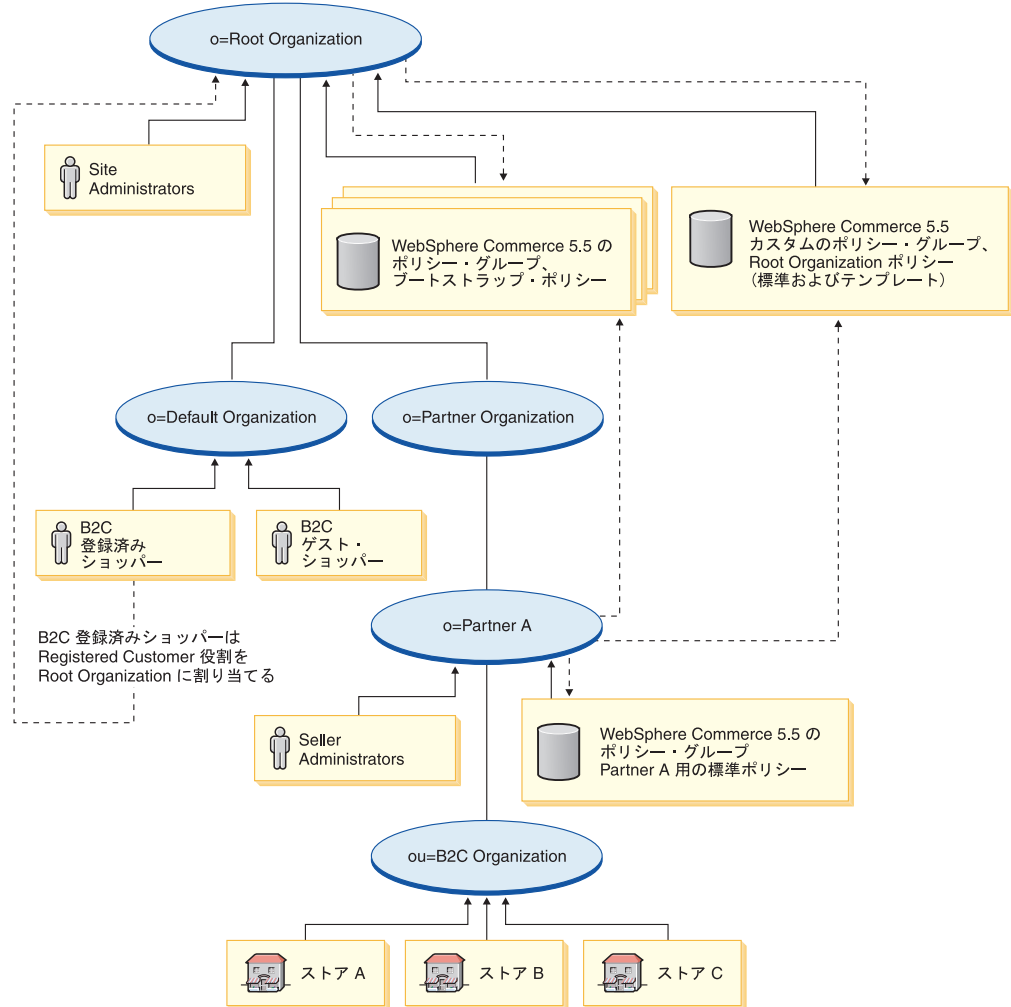 o=Root Organization
Site
Administrators
WebSphere Commerce 5.5 の
ポリシー・グループ、
ブートストラップ・ポリシー
WebSphere Commerce 5.5
カスタムのポリシー・グループ、
Root Organization ポリシー
（標準およびテンプレート）
o=Default Organization
o=Partner Organization
B2C
登録済み
ショッパー
B2C
ゲスト・
ショッパー
o=Partner A
B2C 登録済みショッパーは
Registered Customer 役割を
Root Organization に割り当てる
Seller
Administrators
WebSphere Commerce 5.5 の
ポリシー・グループ
Partner A 用の標準ポリシー
ou=B2C Organization
ストア A
ストア B
ストア C